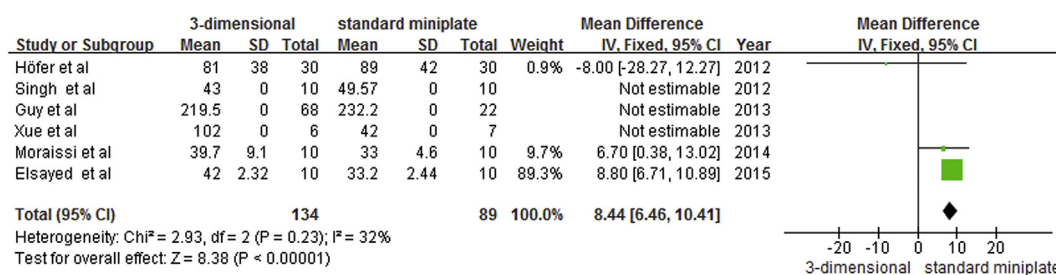 3-dimensional standard miniplate Mean Difference Mean Difference
Study or Subgroup Mean SD Total Mean SD Total Weight IV, Fixed, 95% CI Year IV, Fixed, 95% CI
Höfer et al 81 38 30 89 42 30 0.9% -8.00 [-28.27, 12.27] 2012
Singh et al 43 0 10 49.57 0 10 Not estimable 2012
Guy et al 219.5 0 68 232.2 0 22 Not estimable 2013
Xue et al 102 0 6 42 0 7 Not estimable 2013
Moraissi et al 39.7 9.1 10 33 4.6 10 9.7% 6.70 [0.38, 13.02] 2014
Elsayed et al 42 2.32 10 33.2 2.44 10 89.3% 8.80 [6.71, 10.89] 2015
Total (95% CI) 134 89 100.0% 8.44 [6.46, 10.41]
Heterogeneity: Chi² = 2.93, df = 2 (P = 0.23); I² = 32%
Test for overall effect: Z = 8.38 (P < 0.00001)
-20 -10 0 10 20
3-dimensional standard miniplate